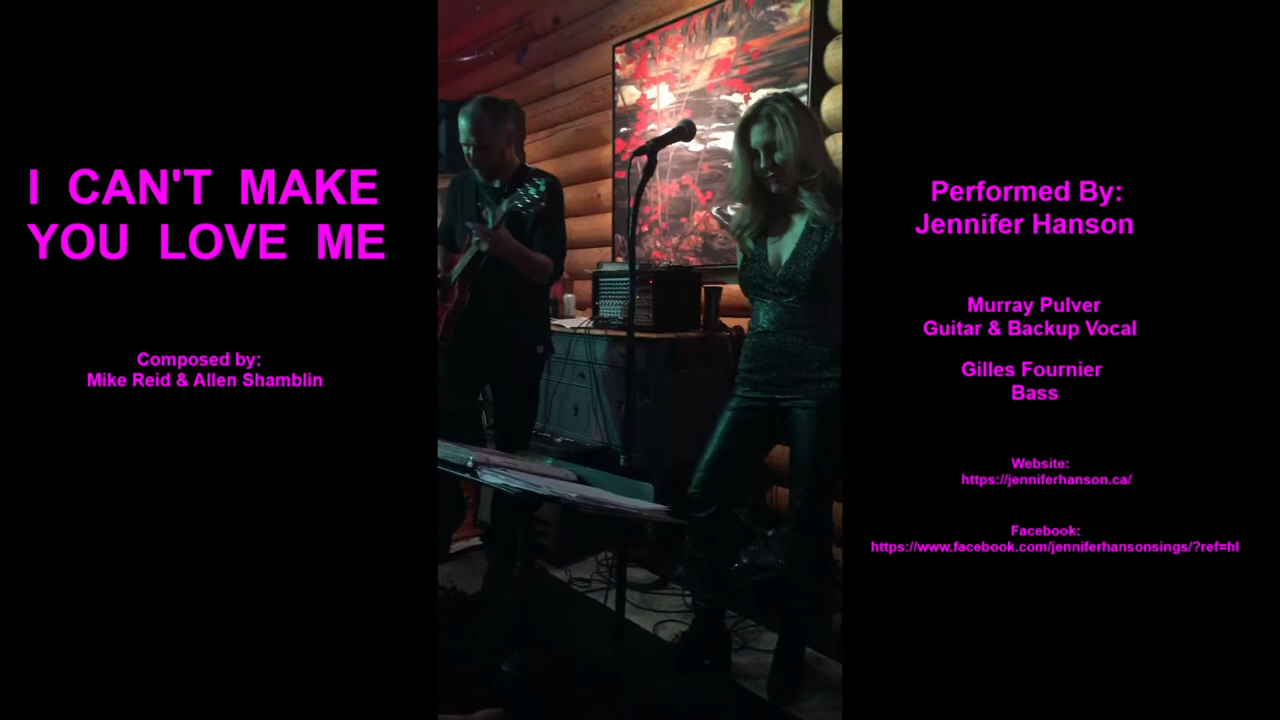 I CAN'T MAKE
YOU LOVE ME
Composed by:
Mike Reid & Allen Shamblin
Performed By:
Jennifer Hanson
Murray Pulver
Guitar & Backup Vocal
Gilles Fournier
Bass
Website:
https://jenniferhanson.ca/
Facebook:
https://www.facebook.com/jenniferhansonsings/?ref=hl